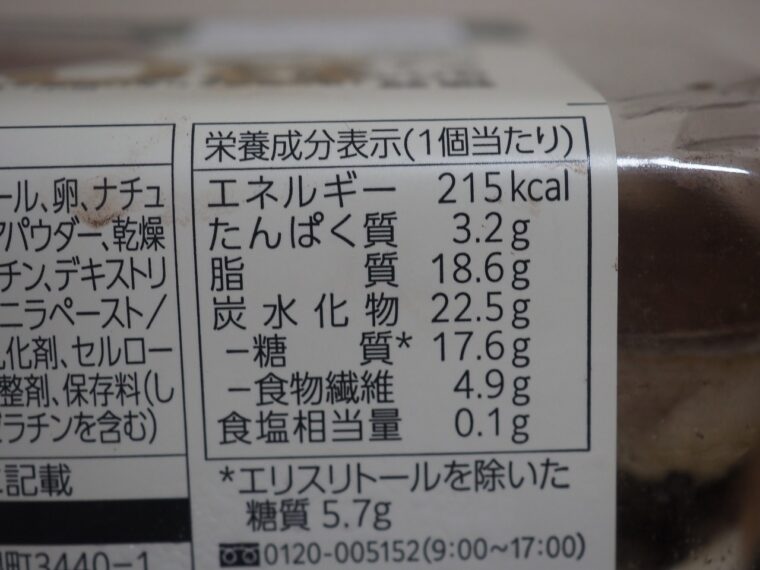 ール、卵、ナチュ
パウダー、乾燥
チン、デキストリ
ニラペースト/
化剤、セルロー
整剤、保存料(し
ラチンを含む)
記載
3440-1
栄養成分表示(1個当たり)
エネルギー 215kcal
たんぱく質 3.2g
脂質 18.6g
炭水化物 22.5g
－糖質* 17.6g
－食物繊維 4.9g
食塩相当量 0.1g
*エリスリトールを除いた
糖質 5.7g
0120-005152(9:00〜17:00)